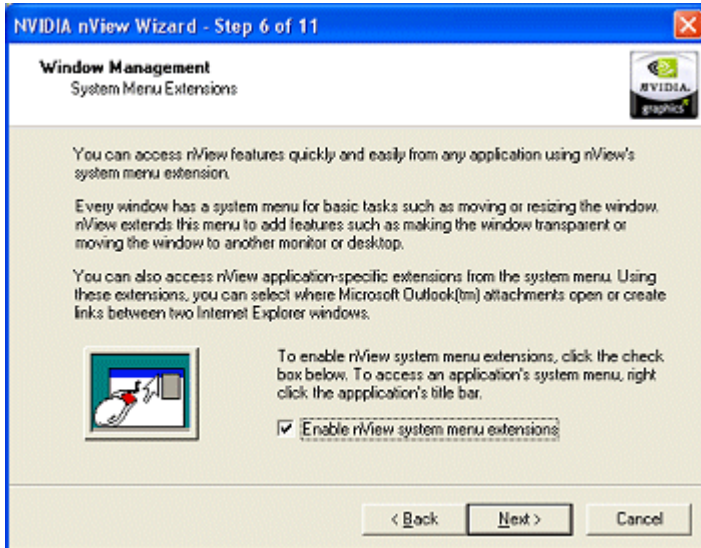 NVIDIA nView Wizard - Step 6 of 11
Window Management
System Menu Extensions
NVIDIA.
graphics
You can access nView features quickly and easily from any application using nView's
system menu extension.
Every window has a system menu for basic tasks such as moving or resizing the window.
nView extends this menu to add features such as making the window transparent or
moving the window to another monitor or desktop.
You can also access nView application-specific extensions from the system menu. Using
these extensions, you can select where Microsoft Outlook(tm) attachments open or create
links between two Internet Explorer windows.
To enable nView system menu extensions, click the check
box below. To access an application's system menu, right
click the appplication's title bar.
Enable nView system menu extensions
< Back
Next >
Cancel